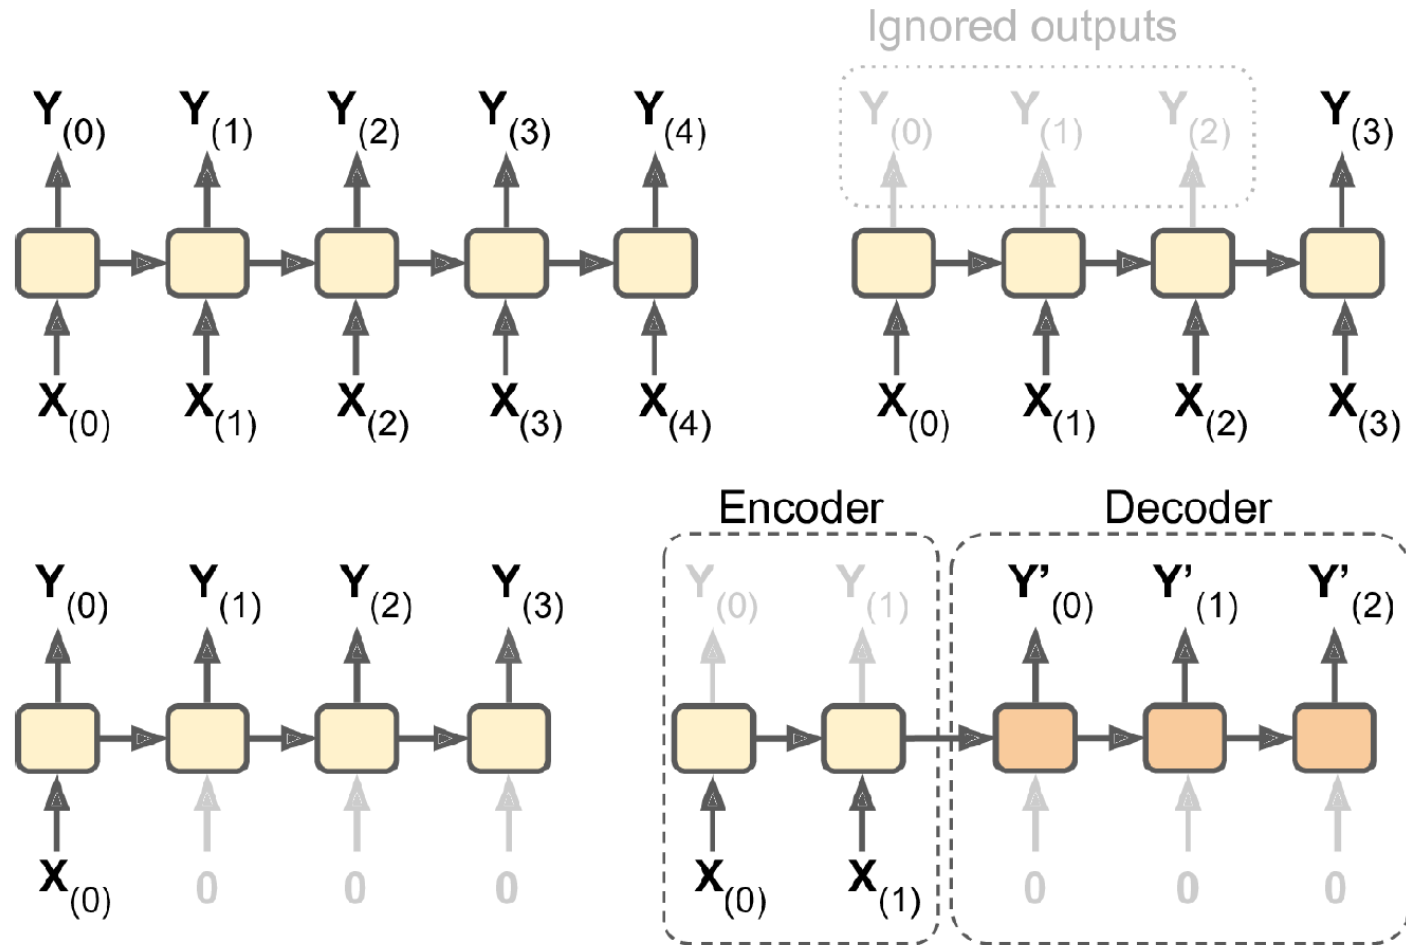 Ignored outputs
Y(0) Y(1) Y(2) Y(3) Y(4)
Y(0) Y(1) Y(2) Y(3)
X(0) X(1) X(2) X(3) X(4)
X(0) X(1) X(2) X(3)
Encoder
Decoder
Y(0) Y(1) Y(2) Y(3)
Y(0) Y(1)
Y'(0) Y'(1) Y'(2)
X(0) 0 0 0
X(0) X(1)
0 0 0